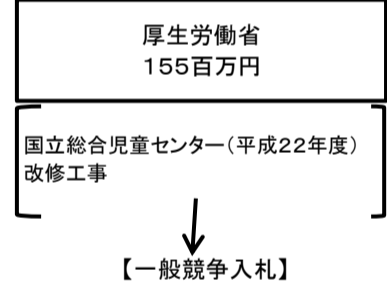 厚生労働省
155百万円
国立総合児童センター（平成22年度）
改修工事
【一般競争入札】